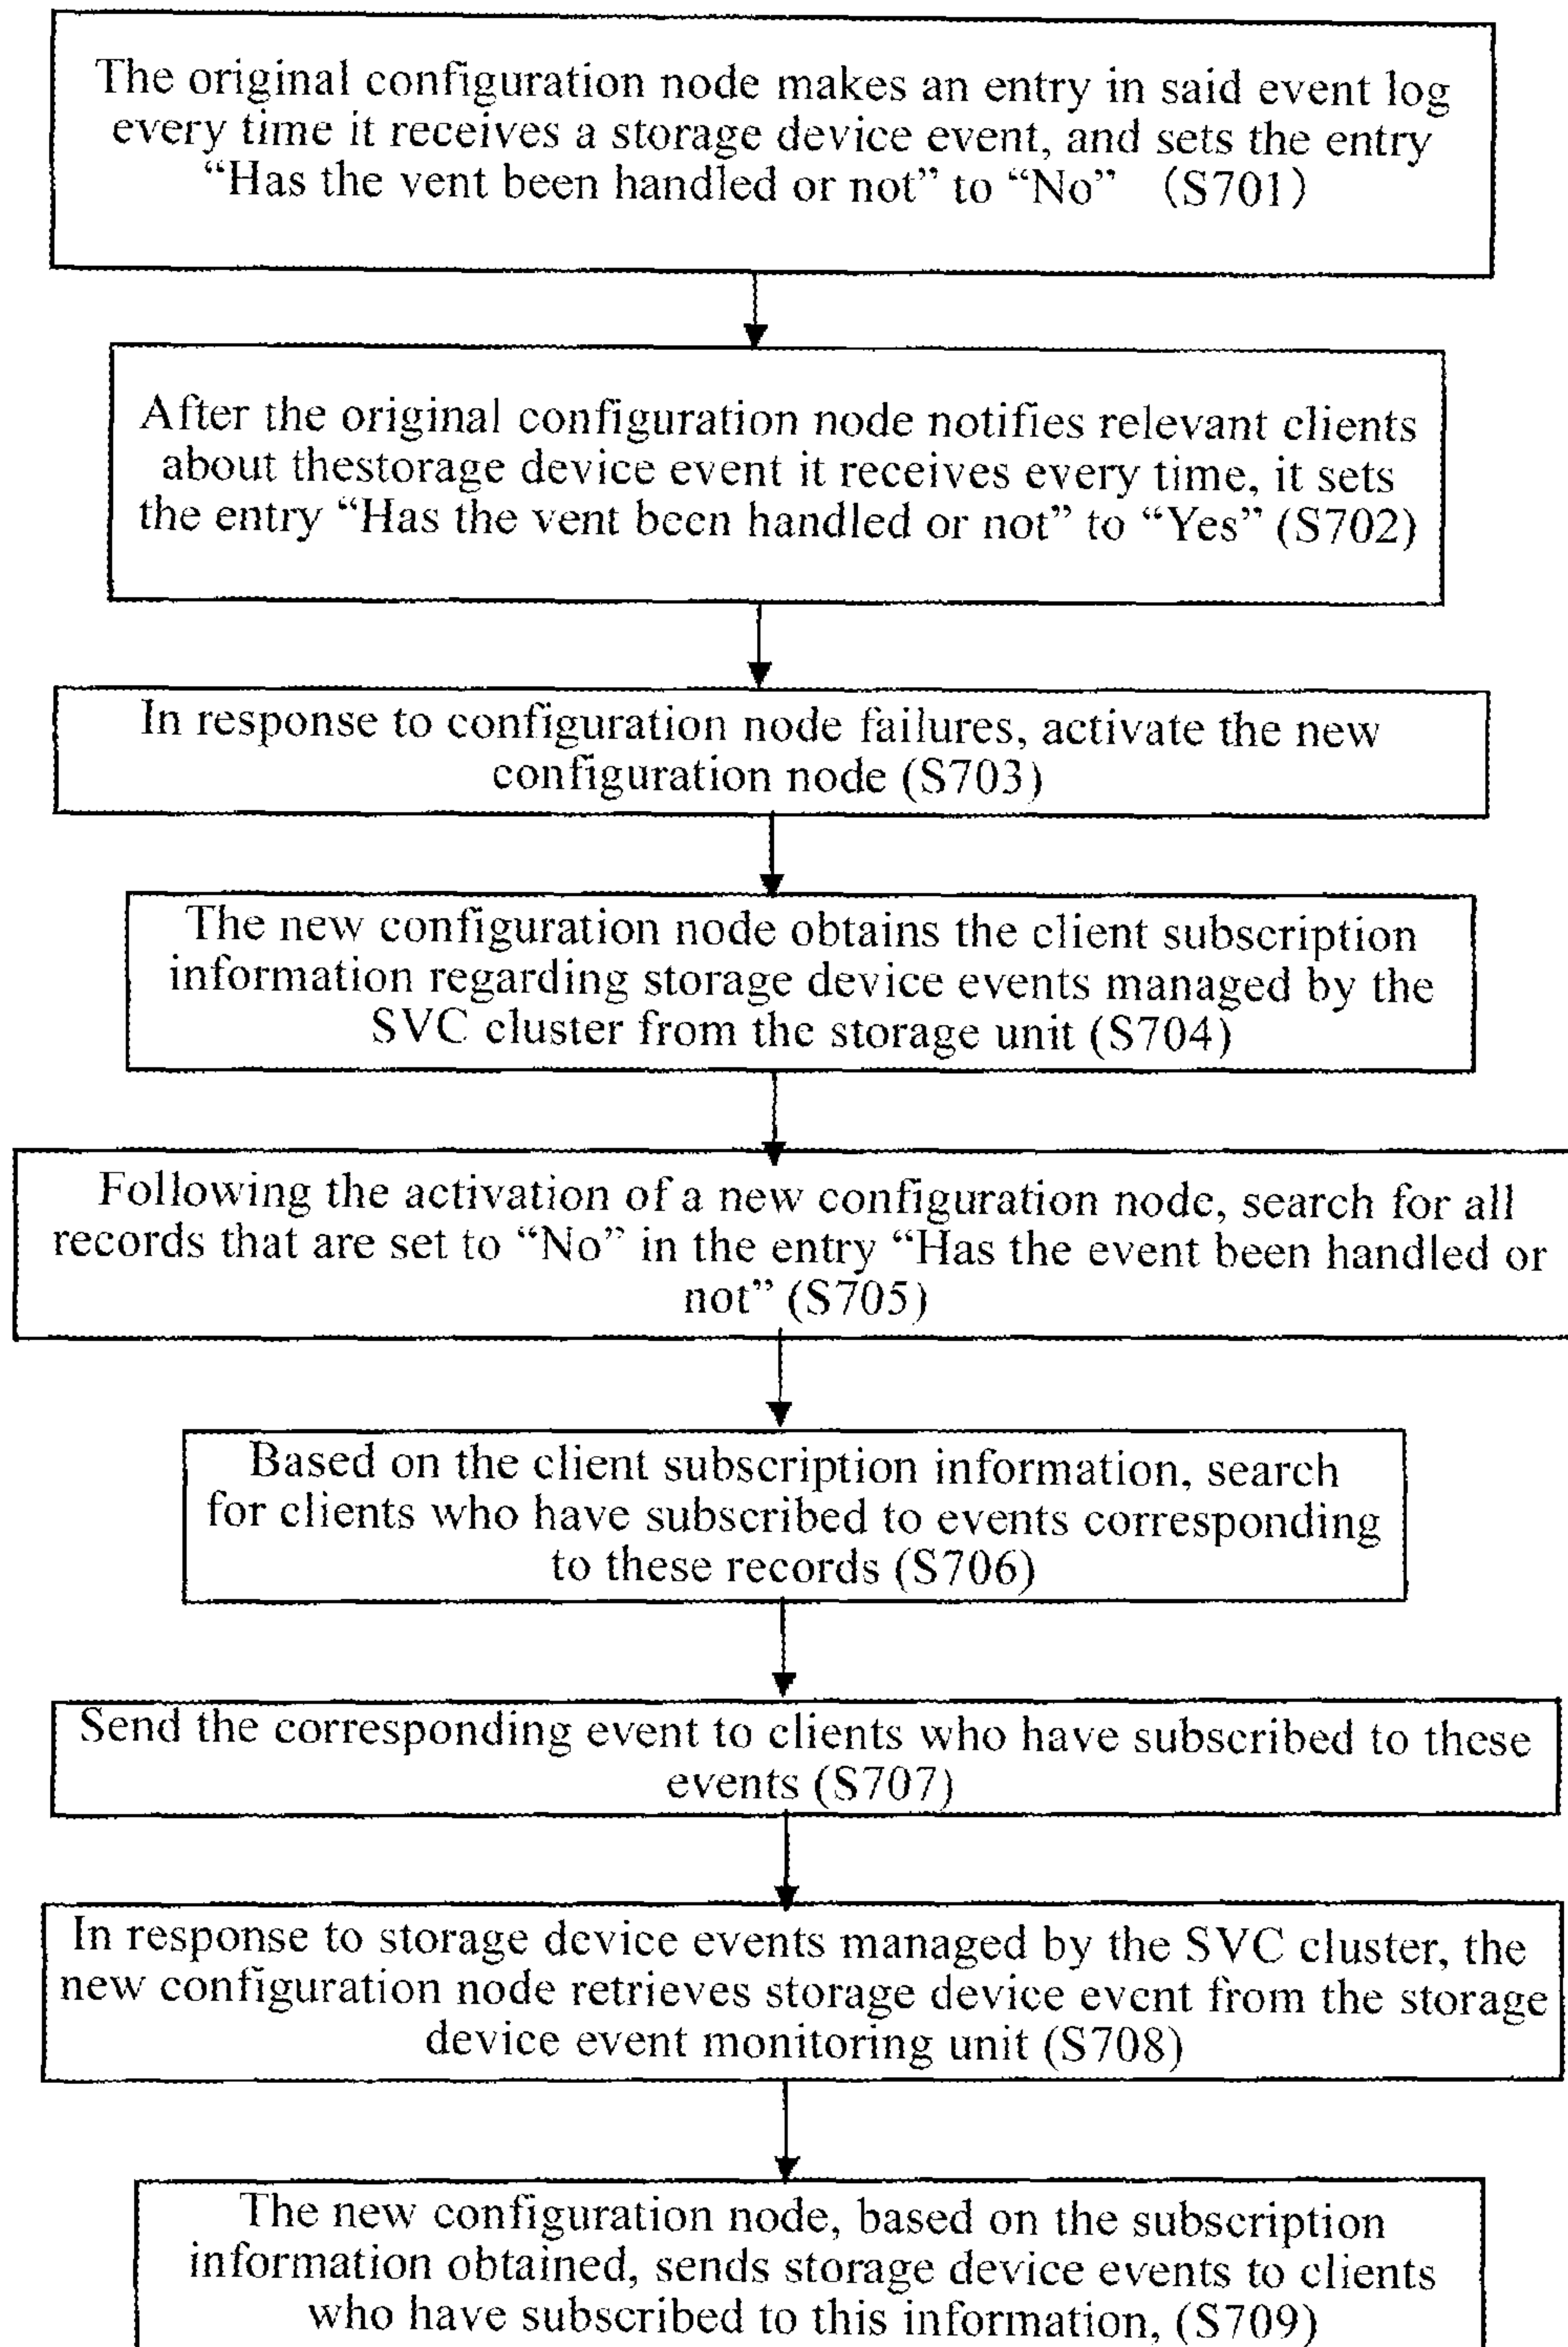 The original configuration node makes an entry in said event log
every time it receives a storage device event, and sets the entry
“Has the vent been handled or not” to “No” （S701）
After the original configuration node notifies relevant clients
about thestorage device event it receives every time, it sets
the entry “Has the vent been handled or not” to “Yes” (S702)
In response to configuration node failures, activate the new
configuration node (S703)
The new configuration node obtains the client subscription
information regarding storage device events managed by the
SVC cluster from the storage unit (S704)
Following the activation of a new configuration node, search for all
records that are set to “No” in the entry “Has the event been handled or
not” (S705)
Based on the client subscription information, search
for clients who have subscribed to events corresponding
to these records (S706)
Send the corresponding event to clients who have subscribed to these
events (S707)
In response to storage device events managed by the SVC cluster, the
new configuration node retrieves storage device event from the storage
device event monitoring unit (S708)
The new configuration node, based on the subscription
information obtained, sends storage device events to clients
who have subscribed to this information, (S709)